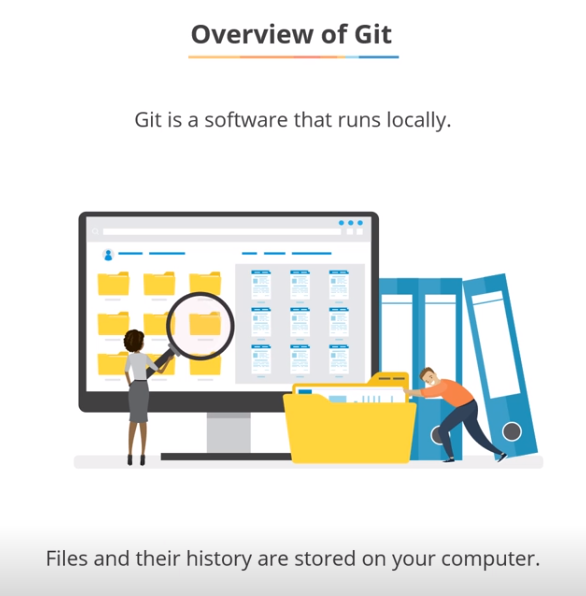 Overview of Git
Git is a software that runs locally.
Files and their history are stored on your computer.